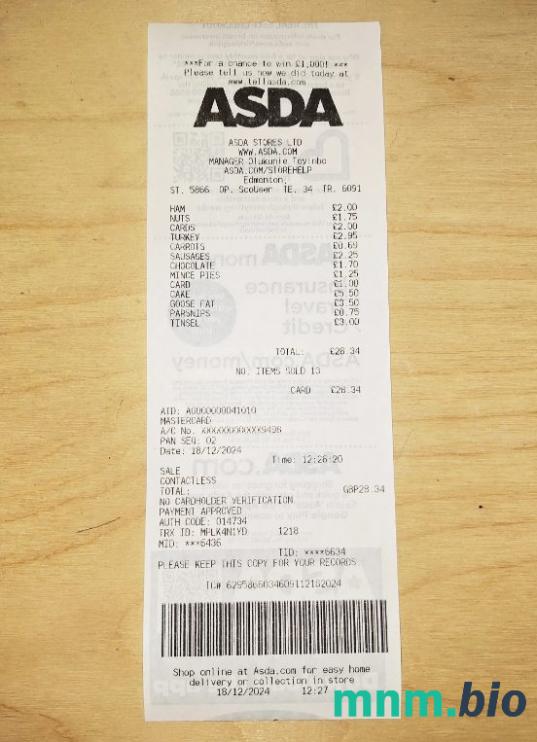 ***For a chance to win £1,000! ***
Please tell us how we did today at
www.tellasda.com
ASDA
ASDA STORES LTD
WWW.ASDA.COM
MANAGER Olukunle Toyinbo
ASDA.COM/STOREHELP
Edmonton,
ST. 5866 OP. ScoUser TE. 34 TR. 6091
HAM £2.00
NUTS £1.75
CARDS £2.00
TURKEY £2.95
CARROTS £0.69
SAUSAGES £2.25
CHOCOLATE £1.70
MINCE PIES £1.25
CARD £1.00
CAKE £5.50
GOOSE FAT £3.50
PARSNIPS £0.75
TINSEL £3.00
TOTAL: £28.34
NO. ITEMS SOLD 13
CARD £28.34
AID: A0000000041010
MASTERCARD
A/C No. XXXXXXXXXXXX9498
PAN SEQ: 02
Date: 18/12/2024
Time: 12:26:20
SALE
CONTACTLESS
TOTAL: GBP28.34
NO CARDHOLDER VERIFICATION
PAYMENT APPROVED
AUTH CODE: 014734
TRX ID: MPLK4N1YD 1218
MID: ***6436
TID: ****6634
PLEASE KEEP THIS COPY FOR YOUR RECORDS
TC#
Shop online at Asda.com for easy home
delivery or collection in store
18/12/2024 12:27
mnm.bio